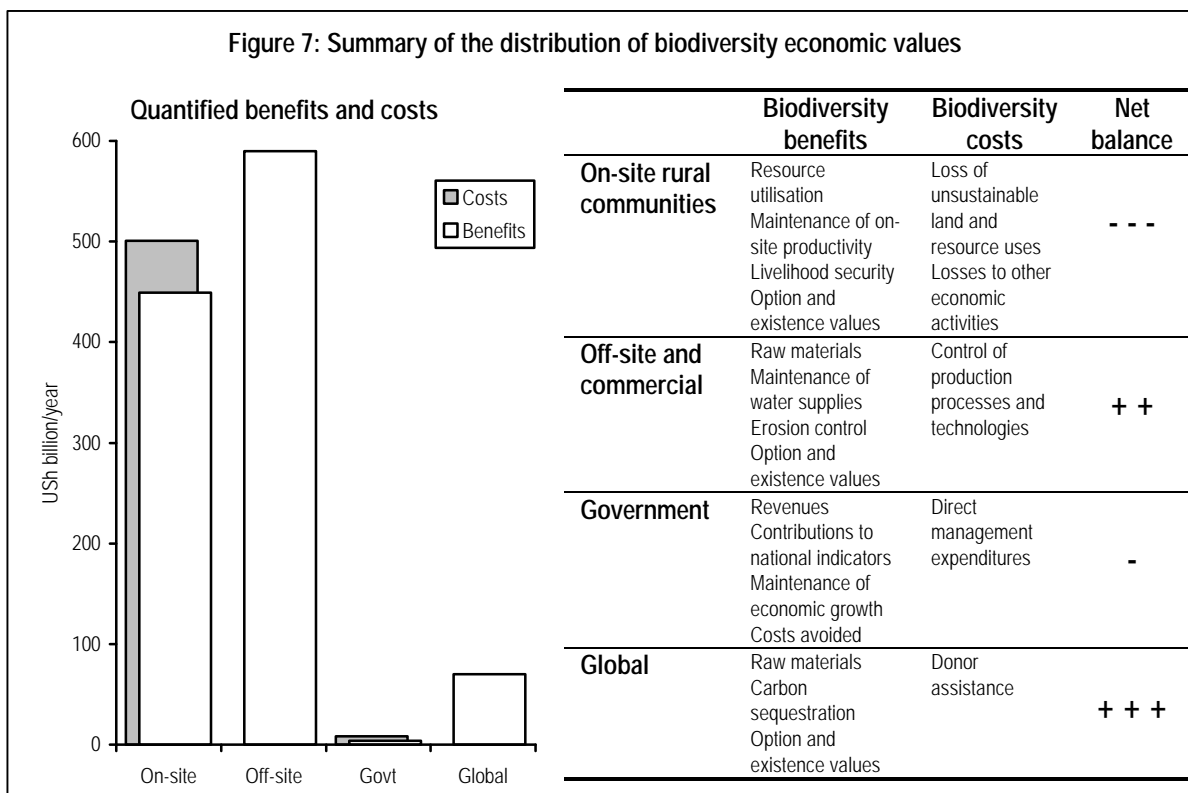 Figure 7: Summary of the distribution of biodiversity economic values
Quantified benefits and costs
600
500
400
300
200
100
0
USh billion/year
Costs
Benefits
On-site Off-site Govt Global
Biodiversity benefits Biodiversity costs Net balance
On-site rural communities
Resource
utilisation
Maintenance of on-
site productivity
Livelihood security
Option and
existence values
Loss of
unsustainable
land and
resource uses
Losses to other
economic
activities
- - -
Off-site and commercial
Raw materials
Maintenance of
water supplies
Erosion control
Option and
existence values
Control of
production
processes and
technologies
+ +
Government
Revenues
Contributions to
national indicators
Maintenance of
economic growth
Costs avoided
Direct
management
expenditures
-
Global
Raw materials
Carbon
sequestration
Option and
existence values
Donor
assistance
+ + +